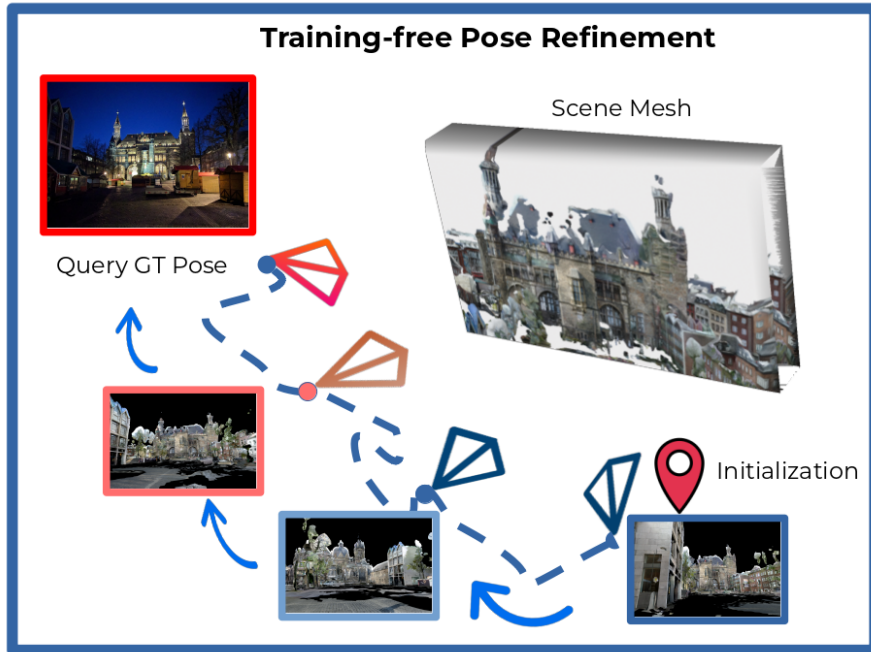 Training-free Pose Refinement
Scene Mesh
Query GT Pose
Initialization